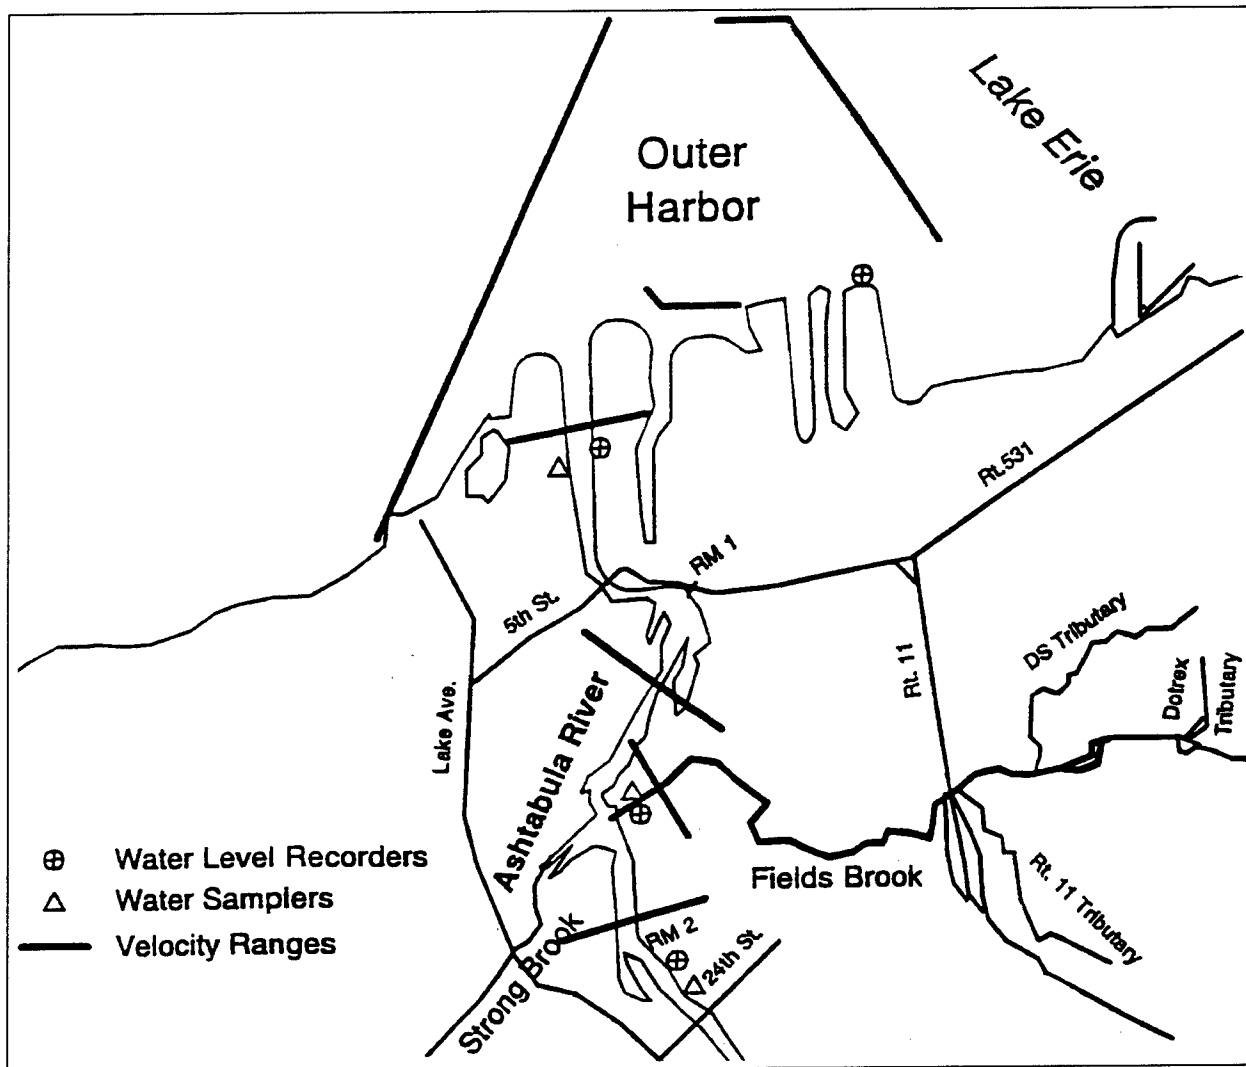 Lake Erie
Outer
Harbor
Rt.531
RM 1
5th St.
DS Tributary
Dotrex
Tributary
Rt. 11
Lake Ave.
Ashtabula River
Water Level Recorders
Water Samplers
Velocity Ranges
Fields Brook
Rt. 11 Tributary
RM 2
24th St.
Strong Brook